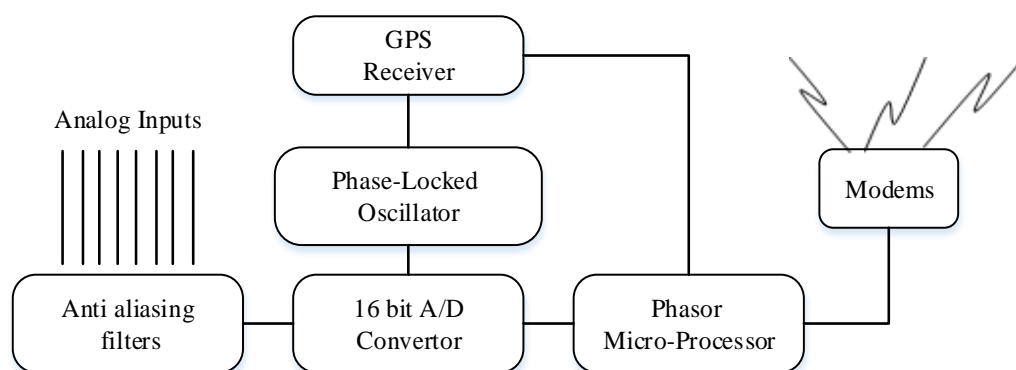 GPS
Receiver
Analog Inputs
Phase-Locked
Oscillator
Modems
Anti aliasing
filters
16 bit A/D
Convertor
Phasor
Micro-Processor